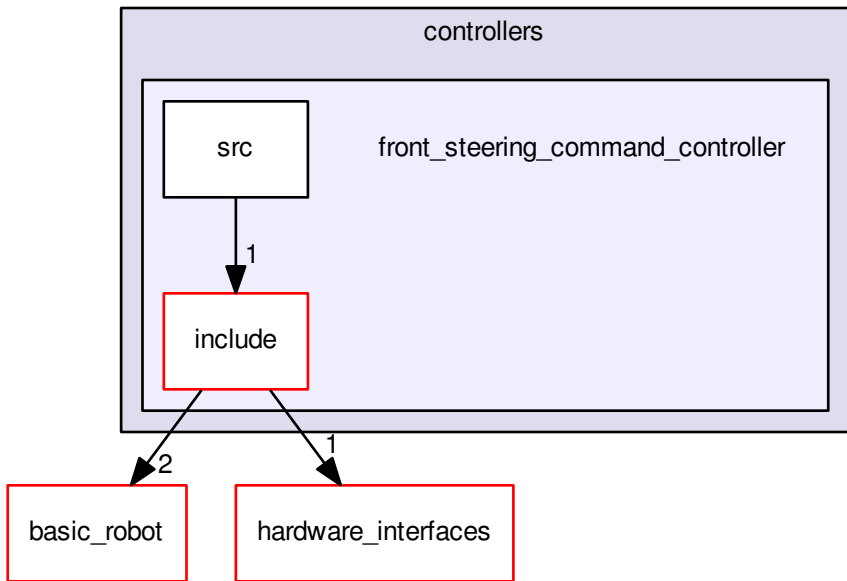 controllers
src
front_steering_command_controller
1
include
2
1
basic_robot
hardware_interfaces